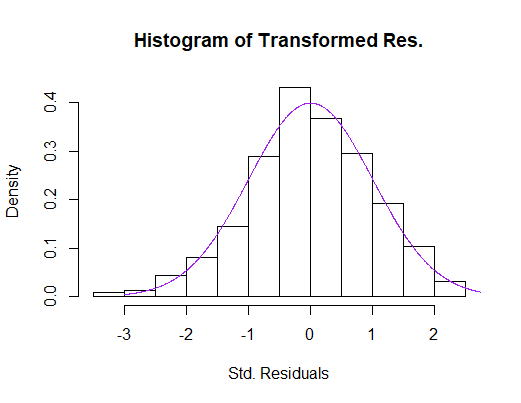 Histogram of Transformed Res.
Density
0.0 0.1 0.2 0.3 0.4
-3 -2 -1 0 1 2
Std. Residuals